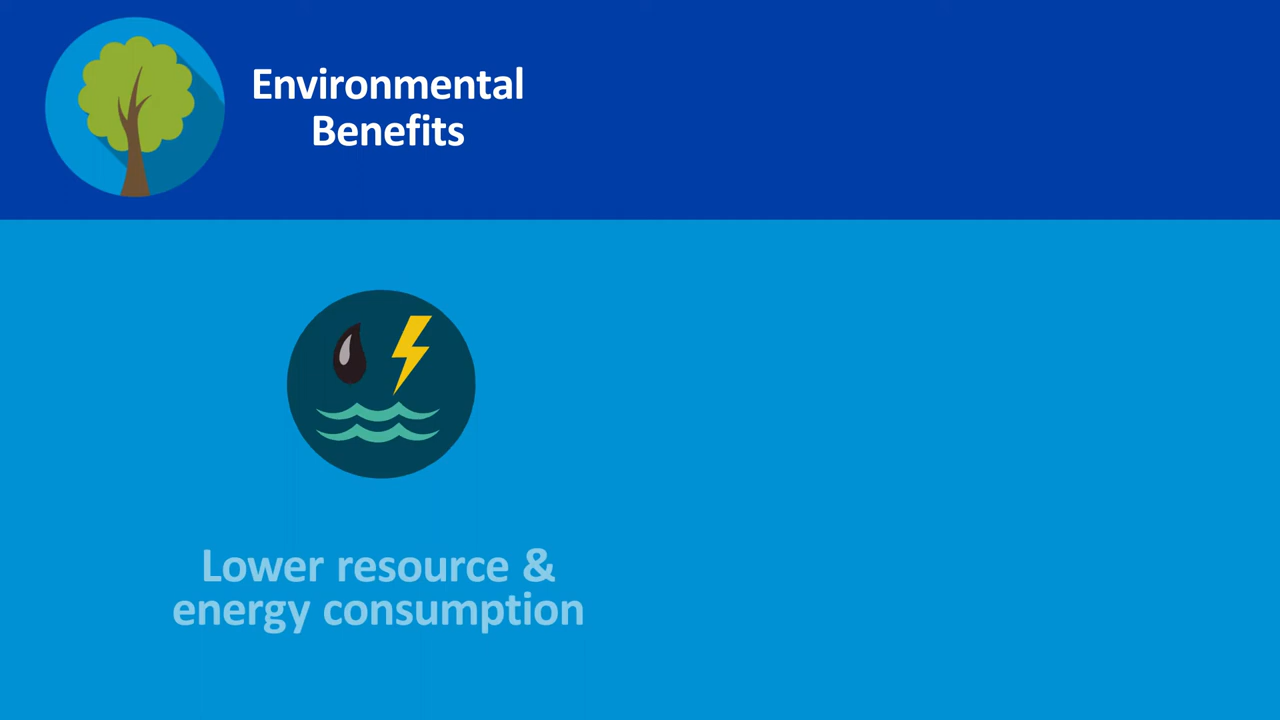 Environmental
Benefits
Lower resource &
energy consumption